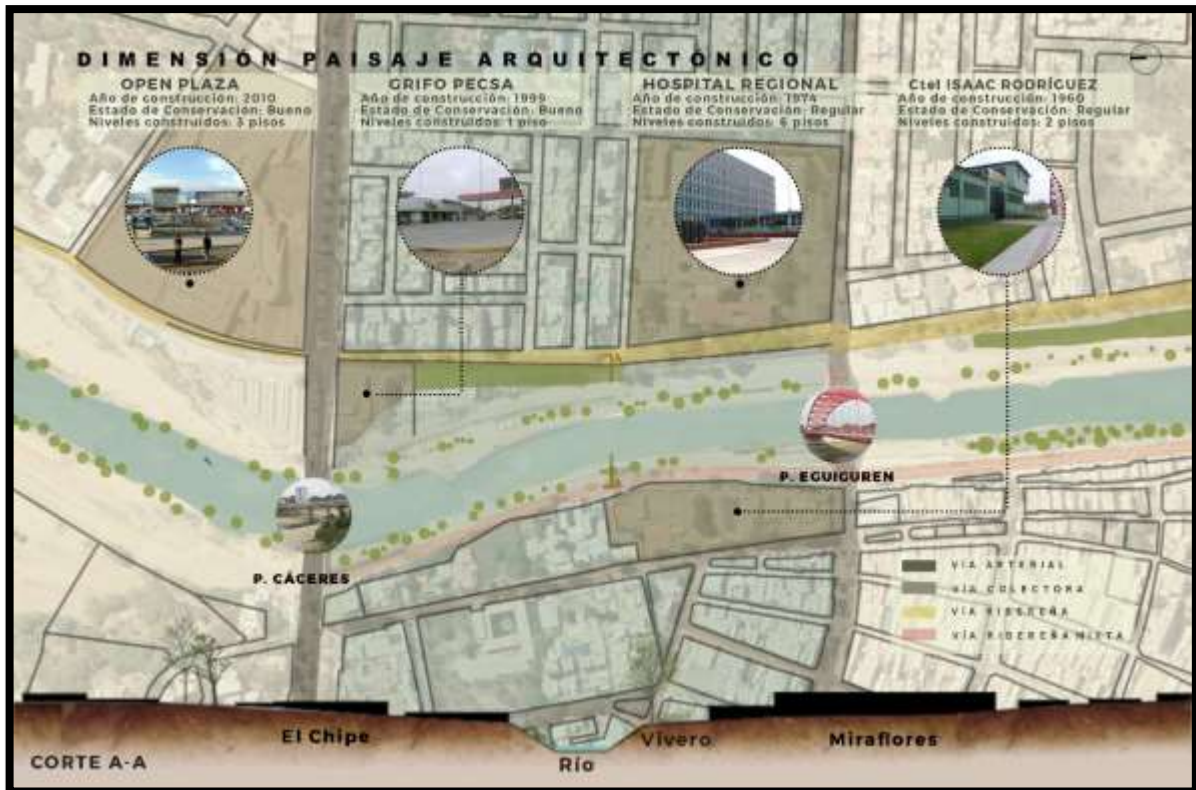 DIMENSIÓN PAISAJE ARQUITECTÓNICO
OPEN PLAZA
Año de construcción: 2010
Estado de Conservación: Bueno
Niveles construidos: 3 pisos
GRIFO PECSA
Año de construcción: 1999
Estado de Conservación: Bueno
Niveles construidos: 1 piso
HOSPITAL REGIONAL
Año de construcción: 1974
Estado de Conservación: Regular
Niveles construidos: 6 pisos
Ctel ISAAC RODRÍGUEZ
Año de construcción: 1960
Estado de Conservación: Regular
Niveles construidos: 2 pisos
P. EGUIGUREN
P. CÁCERES
VÍA ARTERIAL
VÍA COLECTORA
VÍA RIBEREÑA
VÍA RIBEREÑA MIXTA
El Chipe
Río
Vivero
Miraflores
CORTE A-A